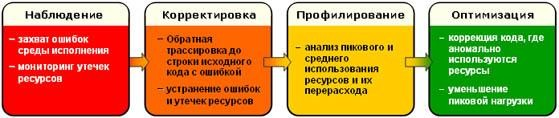 Наблюдение
– захват ошибок
среды исполнения
– мониторинг утечек
ресурсов
Корректировка
– Обратная
трассировка до
строки исходного
кода с ошибкой
– устранение ошибок
и утечек ресурсов
Профилирование
– анализ пикового и
среднего
использования
ресурсов и их
перерасхода
Оптимизация
– коррекция кода, где
аномально
используются
ресурсы
– уменьшение
пиковой нагрузки